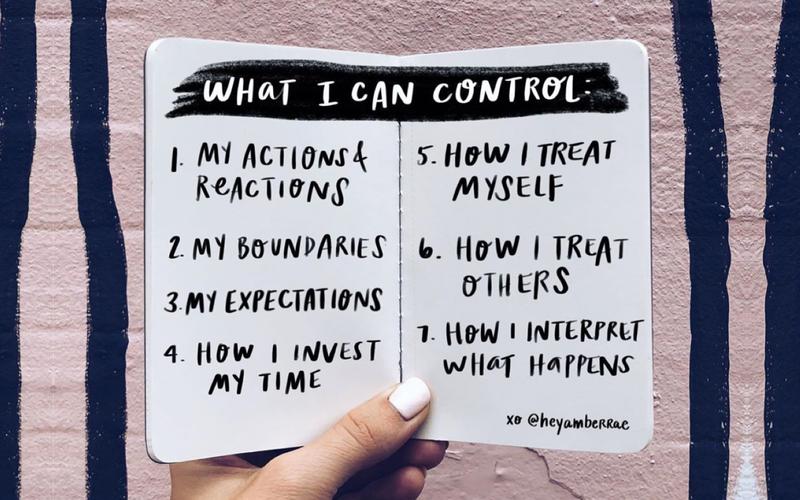 WHAT I CAN CONTROL:
1. MY ACTIONS &
REACTIONS
2. MY BOUNDARIES
3. MY EXPECTATIONS
4. HOW I INVEST
MY TIME
5. HOW I TREAT
MYSELF
6. HOW I TREAT
OTHERS
7. HOW I INTERPRET
WHAT HAPPENS
xo @heyamberrae